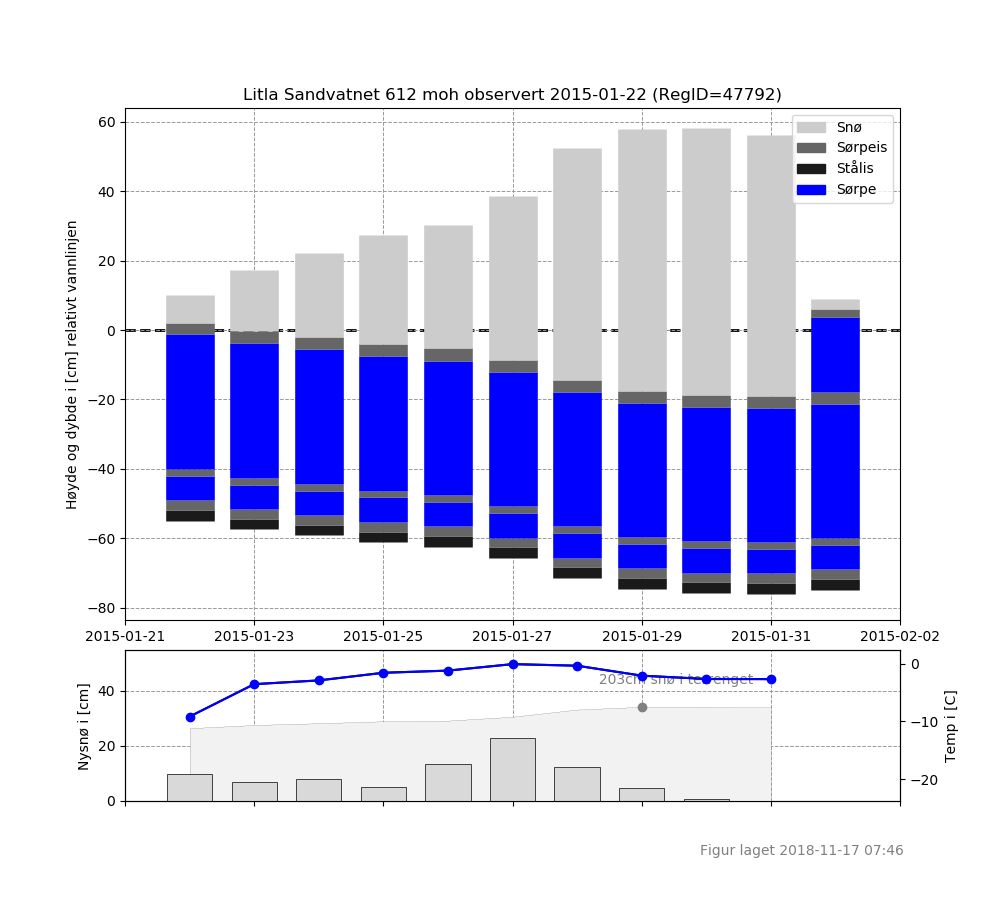 Litla Sandvatnet 612 moh observert 2015-01-22 (RegID=47792)
60
40
20
0
−20
−40
−60
−80
Høyde og dybde i [cm] relativt vannlinjen
Snø
Sørpeis
Stålis
Sørpe
2015-01-21 2015-01-23 2015-01-25 2015-01-27 2015-01-29 2015-01-31 2015-02-02
40
20
0
Nysnø i [cm]
203cm snø i terrenget
0
−10
−20
Temp i [C]
Figur laget 2018-11-17 07:46